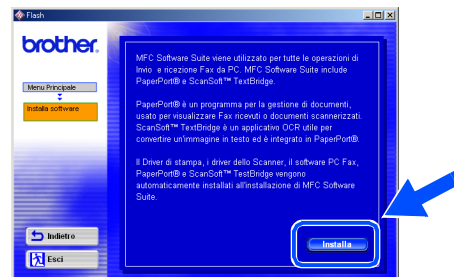 Flash
brother.
Menu Principale
Installa software
MFC Software Suite viene utilizzato per tutte le operazioni di
Invio e ricezione Fax da PC. MFC Software Suite include
PaperPort® e ScanSoft™ TextBridge.
PaperPort® è un programma per la gestione di documenti,
usato per visualizzare Fax ricevuti o documenti scannerizzati.
ScanSoft™ TextBridge è un applicativo OCR utile per
convertire un'immagine in testo ed è integrato in PaperPort®.
Il Driver di stampa, i driver dello Scanner, il software PC Fax,
PaperPort® e ScanSoft™ TestBridge vengono
automaticamente installati all'installazione di MFC Software
Suite.
Indietro
Esci
Installa